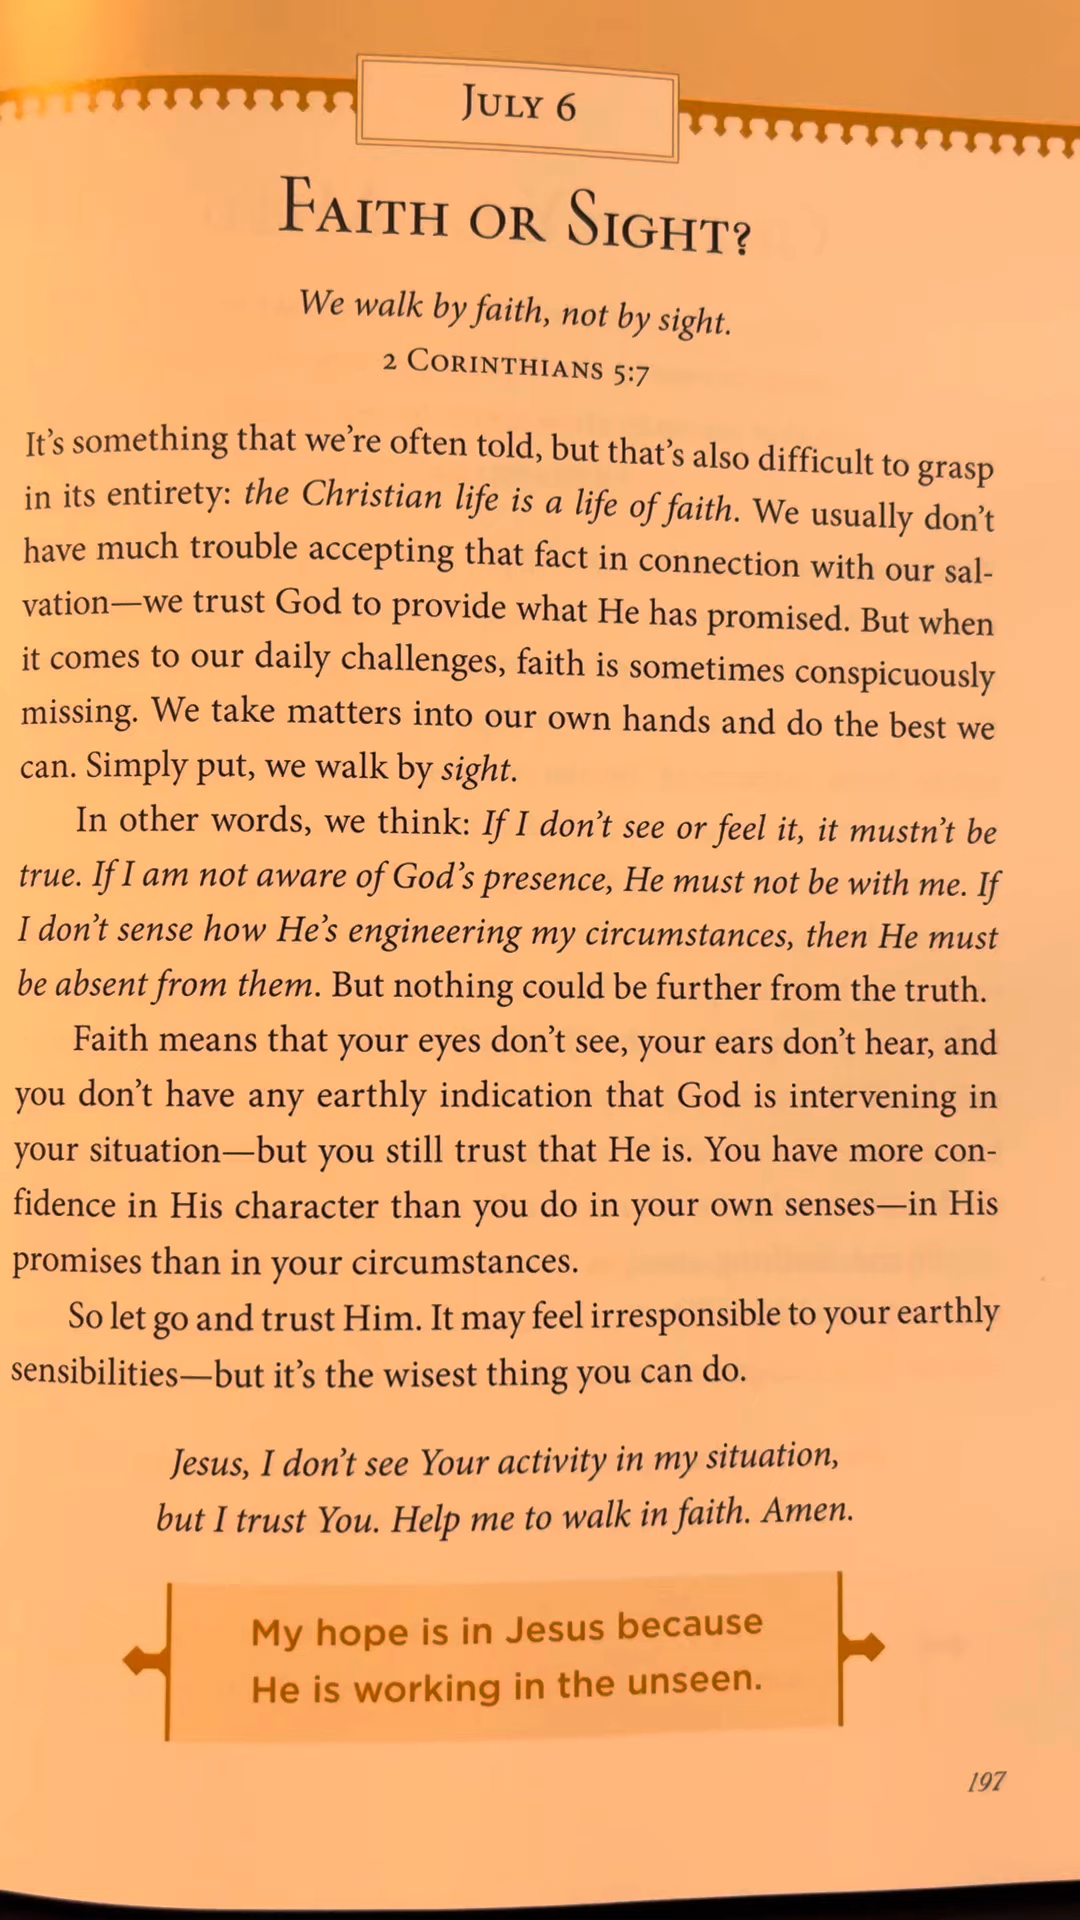 July 6
Faith or Sight?
We walk by faith, not by sight.
2 Corinthians 5:7
It's something that we're often told, but that's also difficult to grasp
in its entirety: the Christian life is a life of faith. We usually don't
have much trouble accepting that fact in connection with our sal-
vation—we trust God to provide what He has promised. But when
it comes to our daily challenges, faith is sometimes conspicuously
missing. We take matters into our own hands and do the best we
can. Simply put, we walk by sight.
In other words, we think: If I don't see or feel it, it mustn't be
true. If I am not aware of God's presence, He must not be with me. If
I don't sense how He's engineering my circumstances, then He must
be absent from them. But nothing could be further from the truth.
Faith means that your eyes don't see, your ears don't hear, and
you don't have any earthly indication that God is intervening in
your situation—but you still trust that He is. You have more con-
fidence in His character than you do in your own senses—in His
promises than in your circumstances.
So let go and trust Him. It may feel irresponsible to your earthly
sensibilities—but it's the wisest thing you can do.
Jesus, I don't see Your activity in my situation,
but I trust You. Help me to walk in faith. Amen.
My hope is in Jesus because
He is working in the unseen.
197